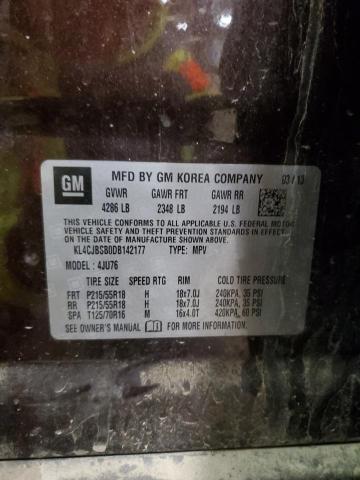 GM MFD BY GM KOREA COMPANY 03/13
GVWR GAWR FRT GAWR RR
4286 LB 2348 LB 2194 LB
THIS VEHICLE CONFORMS TO ALL APPLICABLE U.S. FEDERAL MOTOR
VEHICLE SAFETY AND THEFT PREVENTION STANDARDS IN EFFECT ON
THE DATE OF MANUFACTURE SHOWN ABOVE.
KL4CJBSB0DB142177 TYPE: MPV
MODEL : 4JU76
TIRE SIZE SPEED RTG RIM COLD TIRE PRESSURE
FRT P215/55R18 H 18x7.0J 240KPA, 35 PSI
RR P215/55R18 H 18x7.0J 240KPA, 35 PSI
SPA T125/70R16 M 16x4.0T 420KPA, 60 PSI
SEE OWNER'S MANUAL FOR MORE INFORMATION.